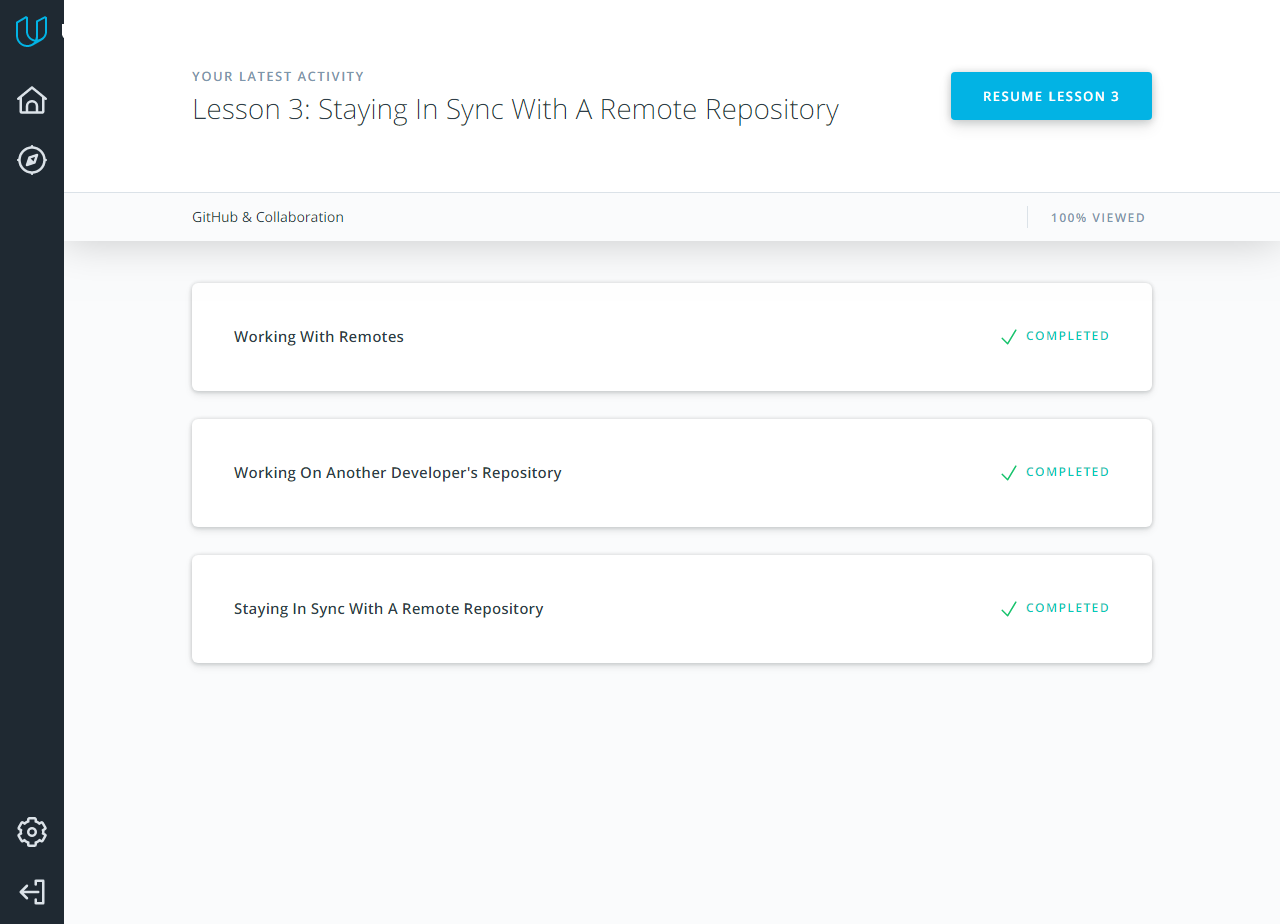 YOUR LATEST ACTIVITY
Lesson 3: Staying In Sync With A Remote Repository
RESUME LESSON 3
GitHub & Collaboration
100% VIEWED
Working With Remotes
COMPLETED
Working On Another Developer's Repository
COMPLETED
Staying In Sync With A Remote Repository
COMPLETED